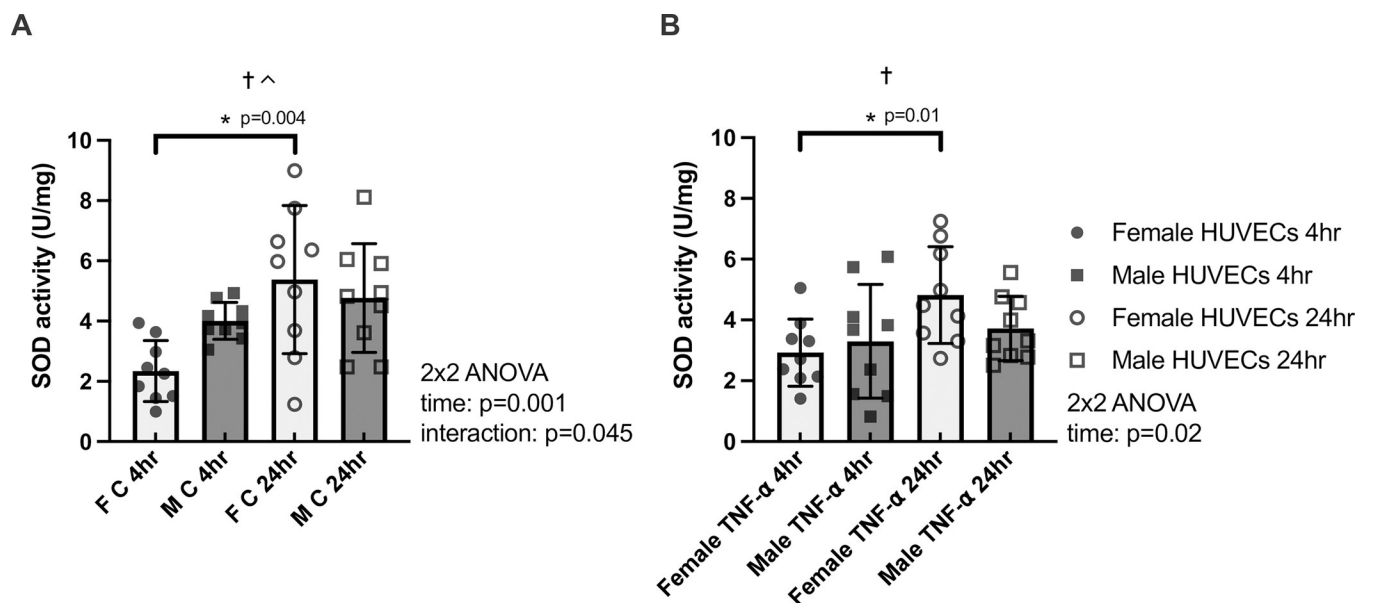 A
† ^
* p=0.004
SOD activity (U/mg)
10
8
6
4
2
0
F C 4hr
M C 4hr
F C 24hr
M C 24hr
2x2 ANOVA
time: p=0.001
interaction: p=0.045
B
†
* p=0.01
SOD activity (U/mg)
10
8
6
4
2
0
Female TNF-α 4hr
Male TNF-α 4hr
Female TNF-α 24hr
Male TNF-α 24hr
Female HUVECs 4hr
Male HUVECs 4hr
Female HUVECs 24hr
Male HUVECs 24hr
2x2 ANOVA
time: p=0.02